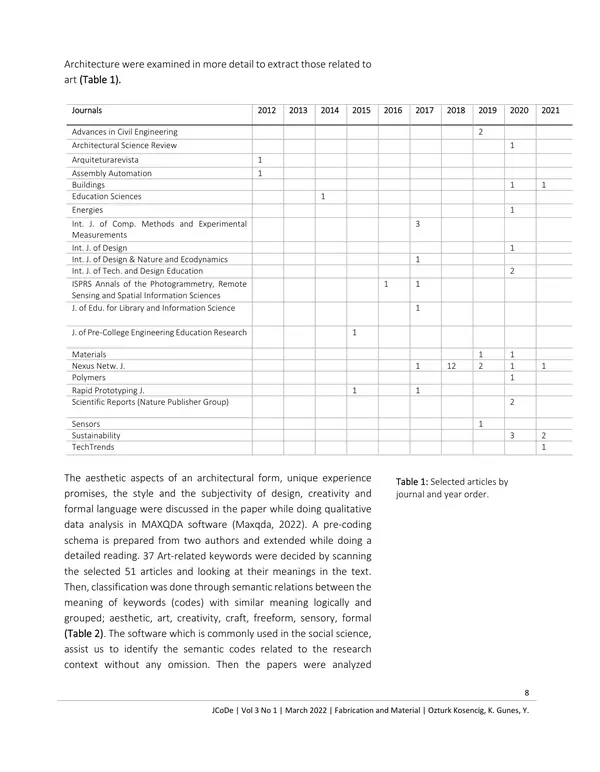 Architecture were examined in more detail to extract those related to
art (Table 1).
Journals 2012 2013 2014 2015 2016 2017 2018 2019 2020 2021
Advances in Civil Engineering 2
Architectural Science Review 1
Arquiteturarevista 1
Assembly Automation 1
Buildings 1 1
Education Sciences 1
Energies 1
Int. J. of Comp. Methods and Experimental 3
Measurements
Int. J. of Design 1
Int. J. of Design & Nature and Ecodynamics 1
Int. J. of Tech. and Design Education 2
ISPRS Annals of the Photogrammetry, Remote 1 1
Sensing and Spatial Information Sciences
J. of Edu. for Library and Information Science 1
J. of Pre-College Engineering Education Research 1
Materials 1 1
Nexus Netw. J. 1 12 2 1 1
Polymers 1
Rapid Prototyping J. 1 1
Scientific Reports (Nature Publisher Group) 2
Sensors 1
Sustainability 3 2
TechTrends 1
The aesthetic aspects of an architectural form, unique experience
promises, the style and the subjectivity of design, creativity and
formal language were discussed in the paper while doing qualitative
data analysis in MAXQDA software (Maxqda, 2022). A pre-coding
schema is prepared from two authors and extended while doing a
detailed reading. 37 Art-related keywords were decided by scanning
the selected 51 articles and looking at their meanings in the text.
Then, classification was done through semantic relations between the
meaning of keywords (codes) with similar meaning logically and
grouped; aesthetic, art, creativity, craft, freeform, sensory, formal
(Table 2). The software which is commonly used in the social science,
assist us to identify the semantic codes related to the research
context without any omission. Then the papers were analyzed
Table 1: Selected articles by
journal and year order.
8
JCoDe | Vol 3 No 1 | March 2022 | Fabrication and Material | Ozturk Kosencig, K. Gunes, Y.